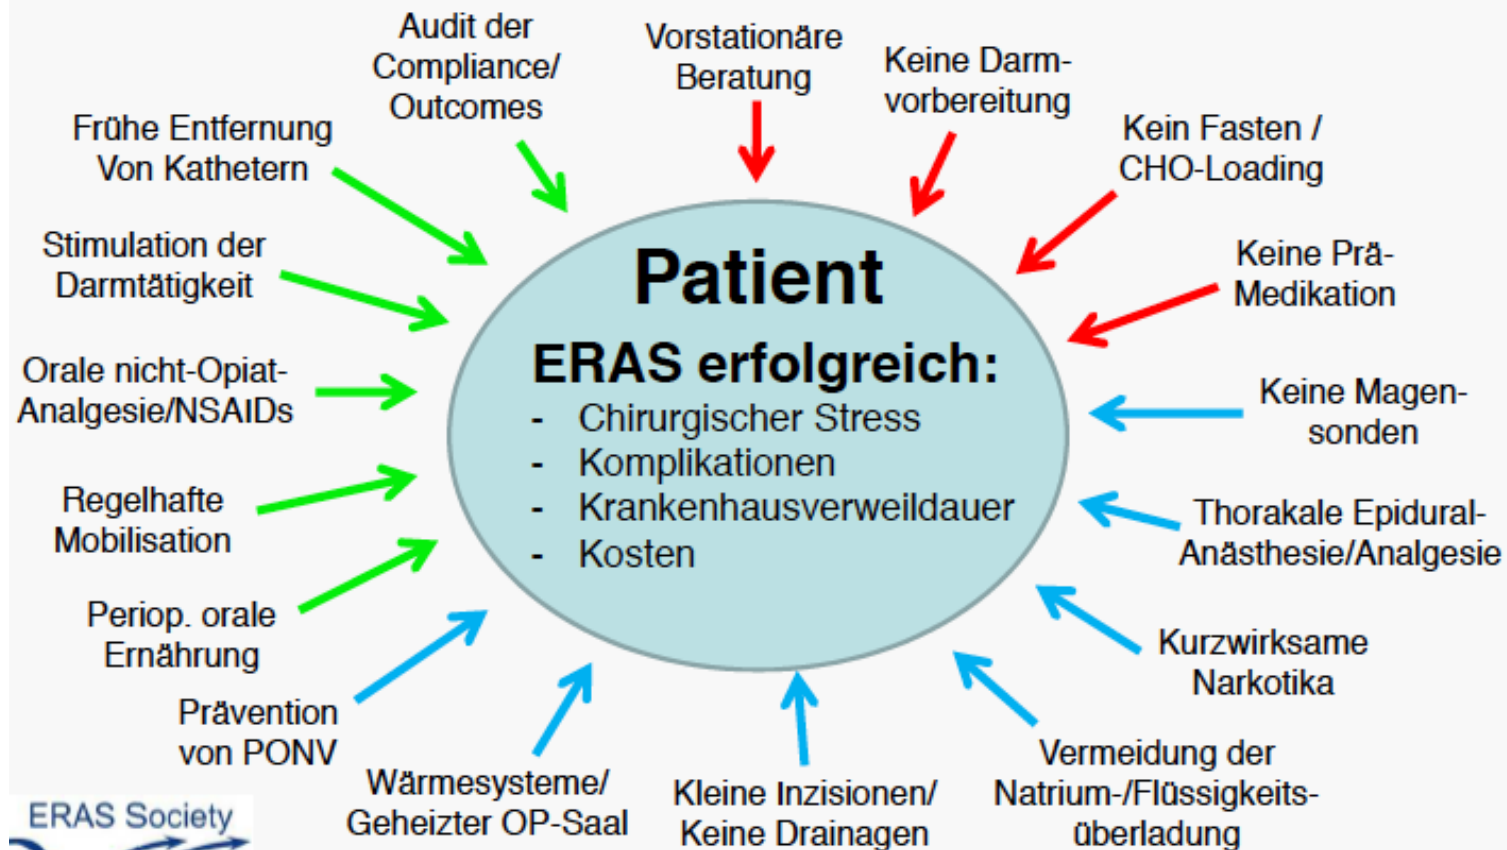 Audit der
Compliance/
Outcomes
Vorstationäre
Beratung
Keine Darm-
vorbereitung
Kein Fasten /
CHO-Loading
Keine Prä-
Medikation
Keine Magen-
sonden
Thorakale Epidural-
Anästhesie/Analgesie
Kurzwirksame
Narkotika
Vermeidung der
Natrium-/Flüssigkeits-
überladung
Kleine Inzisionen/
Keine Drainagen
Wärmesysteme/
Geheizter OP-Saal
Prävention
von PONV
Periop. orale
Ernährung
Regelhafte
Mobilisation
Orale nicht-Opiat-
Analgesie/NSAIDs
Stimulation der
Darmtätigkeit
Frühe Entfernung
Von Kathetern
Patient
ERAS erfolgreich:
- Chirurgischer Stress
- Komplikationen
- Krankenhausverweildauer
- Kosten
ERAS Society